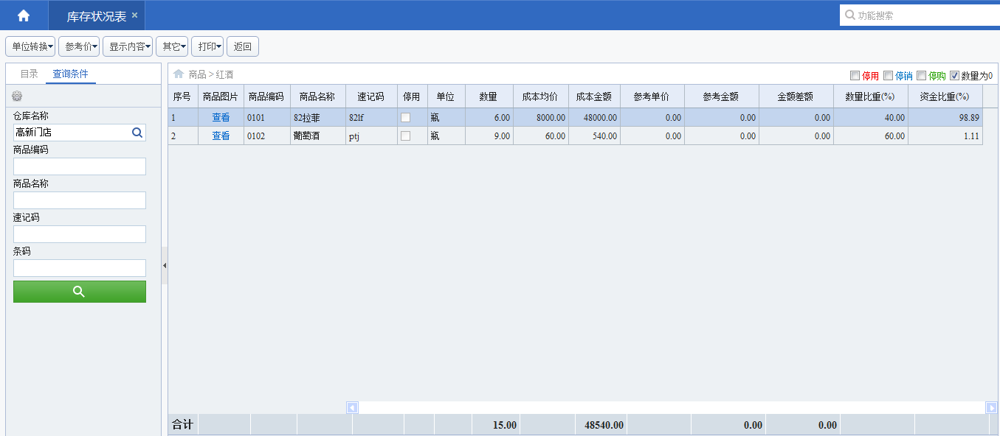 库存状况表 ×
功能搜索
单位转换 参考价 显示内容 其它 打印 返回
目录 查询条件
仓库名称
高新门店
商品编码
商品名称
速记码
条码
商品 > 红酒
停用 停销 停购 数量为0
序号 商品图片 商品编码 商品名称 速记码 停用 单位 数量 成本均价 成本金额 参考单价 参考金额 金额差额 数量比重(%) 资金比重(%)
1 查看 0101 82拉菲 82lf 瓶 6.00 8000.00 48000.00 0.00 0.00 0.00 40.00 98.89
2 查看 0102 葡萄酒 ptj 瓶 9.00 60.00 540.00 0.00 0.00 0.00 60.00 1.11
合计 15.00 48540.00 0.00 0.00